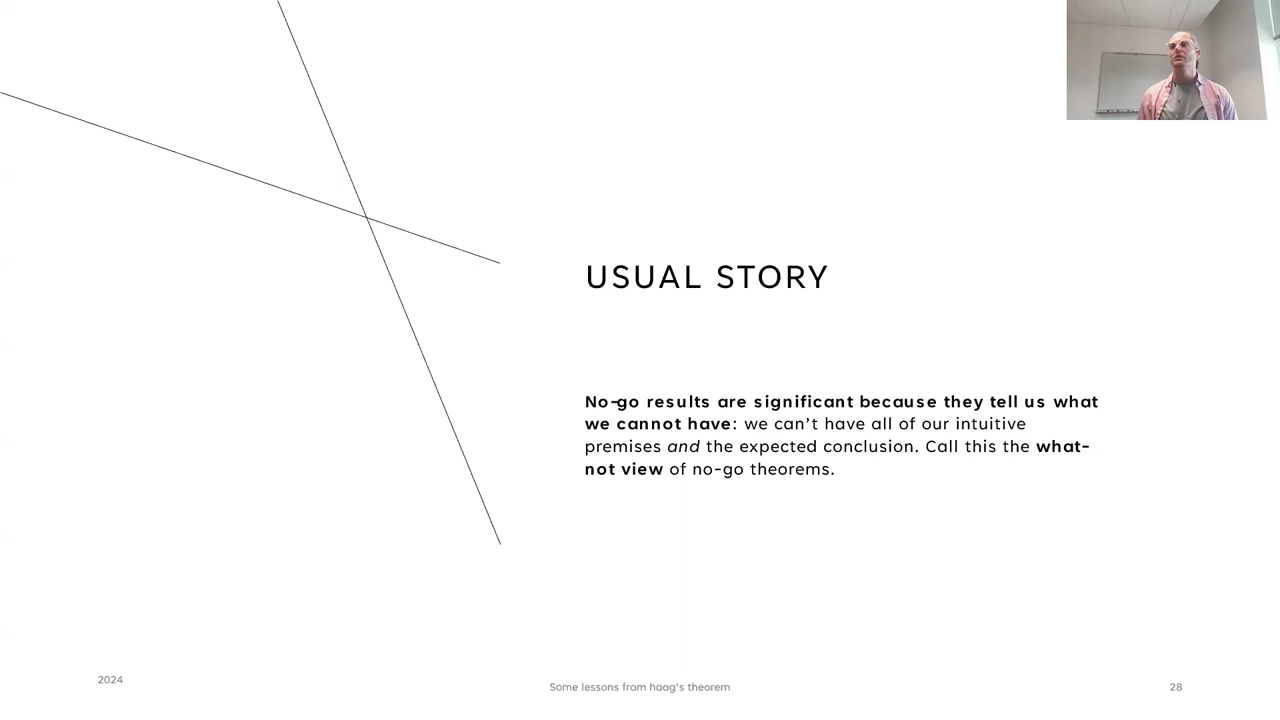 USUAL STORY
No-go results are significant because they tell us what
we cannot have: we can't have all of our intuitive
premises and the expected conclusion. Call this the what-
not view of no-go theorems.
2024
Some lessons from haag's theorem
28